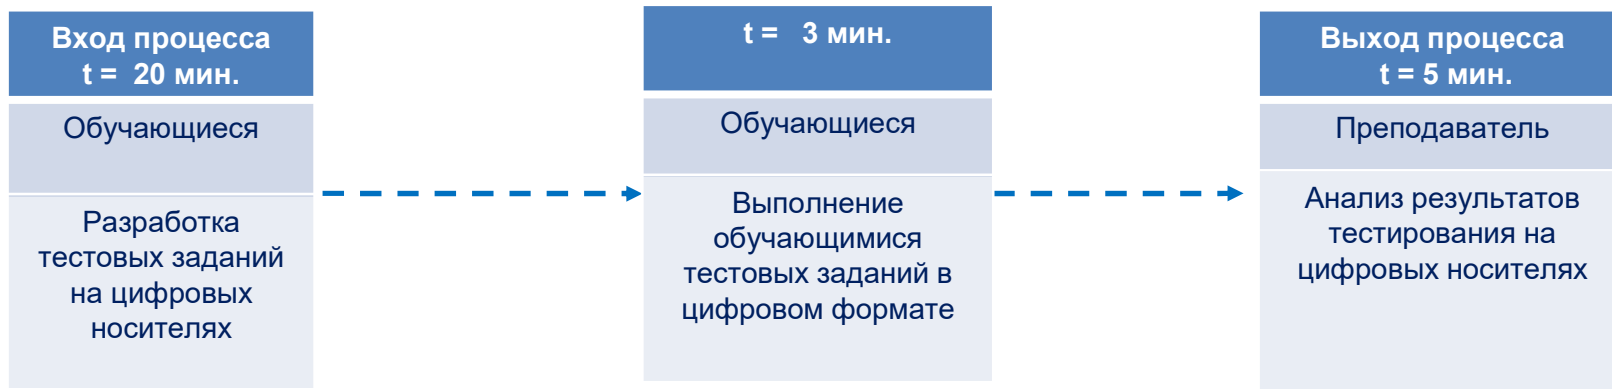 Вход процесса
t = 20 мин.
Обучающиеся
Разработка
тестовых заданий
на цифровых
носителях
t = 3 мин.
Обучающиеся
Выполнение
обучающимися
тестовых заданий в
цифровом формате
Выход процесса
t = 5 мин.
Преподаватель
Анализ результатов
тестирования на
цифровых носителях